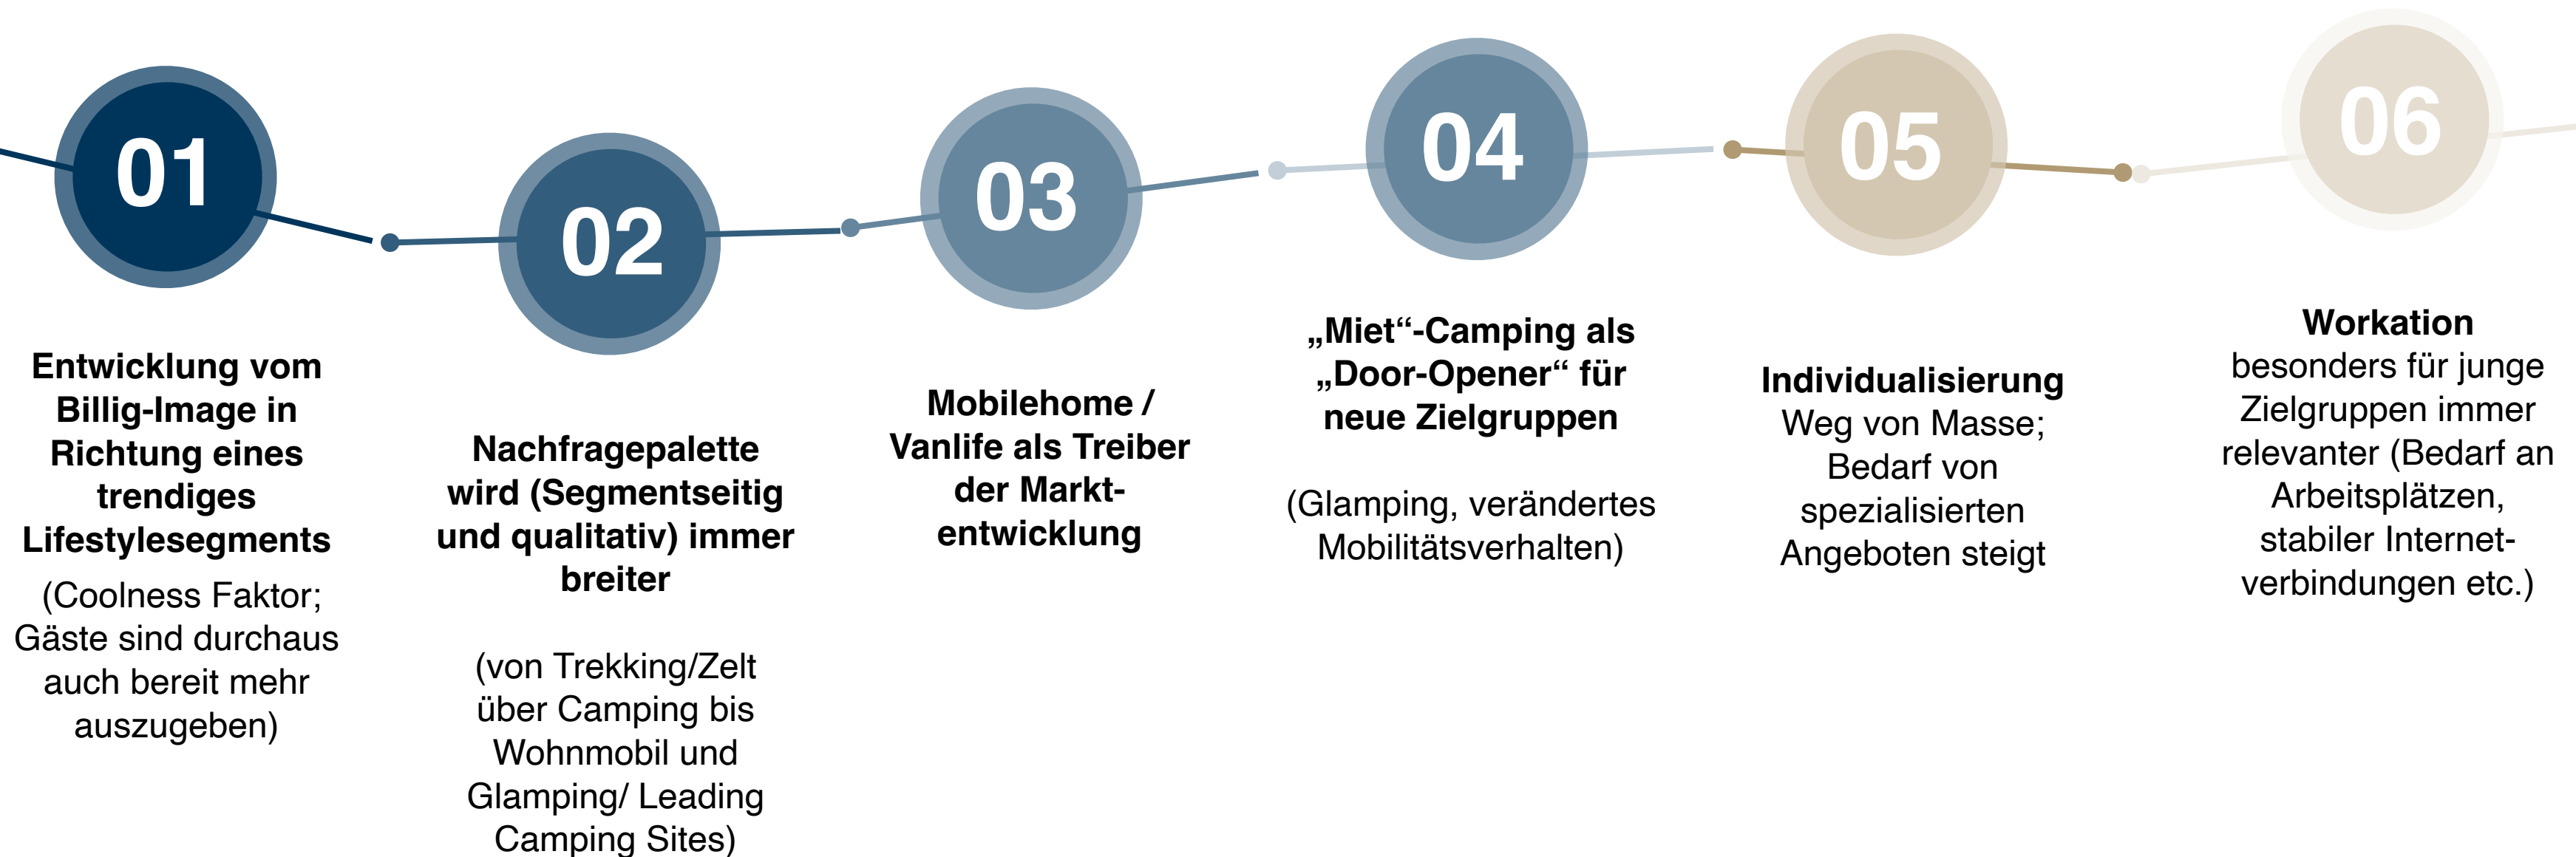 01
Entwicklung vom
Billig-Image in
Richtung eines
trendiges
Lifestylesegments
(Coolness Faktor;
Gäste sind durchaus
auch bereit mehr
auszugeben)
02
Nachfragepalette
wird (Segmentseitig
und qualitativ) immer
breiter
(von Trekking/Zelt
über Camping bis
Wohnmobil und
Glamping/ Leading
Camping Sites)
03
Mobilehome /
Vanlife als Treiber
der Markt-
entwicklung
04
„Miet“-Camping als
„Door-Opener“ für
neue Zielgruppen
(Glamping, verändertes
Mobilitätsverhalten)
05
Individualisierung
Weg von Masse;
Bedarf von
spezialisierten
Angeboten steigt
06
Workation
besonders für junge
Zielgruppen immer
relevanter (Bedarf an
Arbeitsplätzen,
stabiler Internet-
verbindungen etc.)